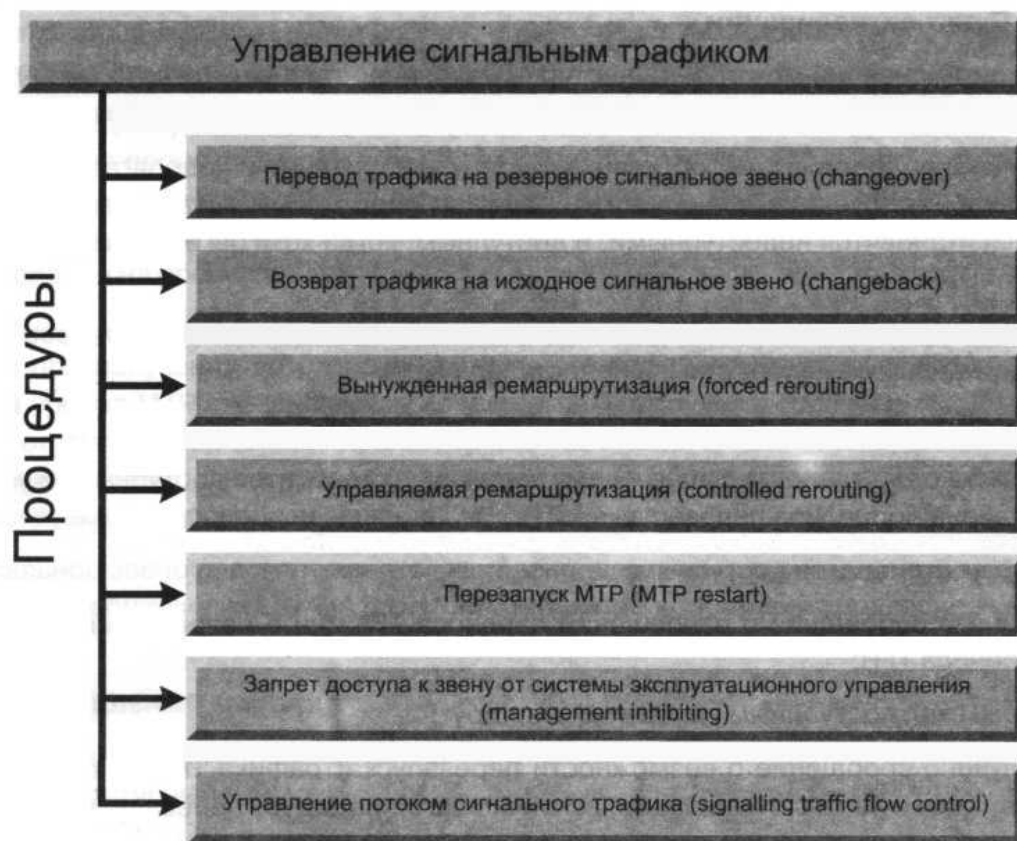 Управление сигнальным трафиком
Процедуры
Перевод трафика на резервное сигнальное звено (changeover)
Возврат трафика на исходное сигнальное звено (changeback)
Вынужденная ремаршрутизация (forced rerouting)
Управляемая ремаршрутизация (controlled rerouting)
Перезапуск МТР (MTP restart)
Запрет доступа к звену от системы эксплуатационного управления
(management inhibiting)
Управление потоком сигнального трафика (signalling traffic flow control)